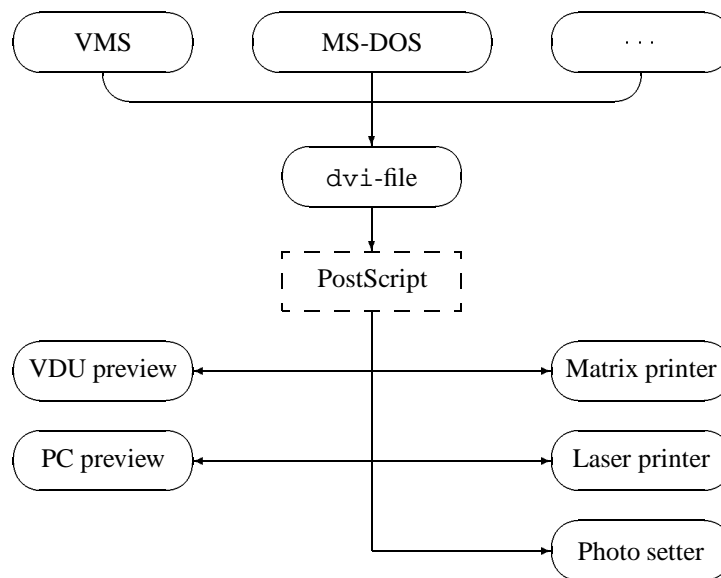 VMS
MS-DOS
· · ·
dvi-file
PostScript
VDU preview
Matrix printer
PC preview
Laser printer
Photo setter